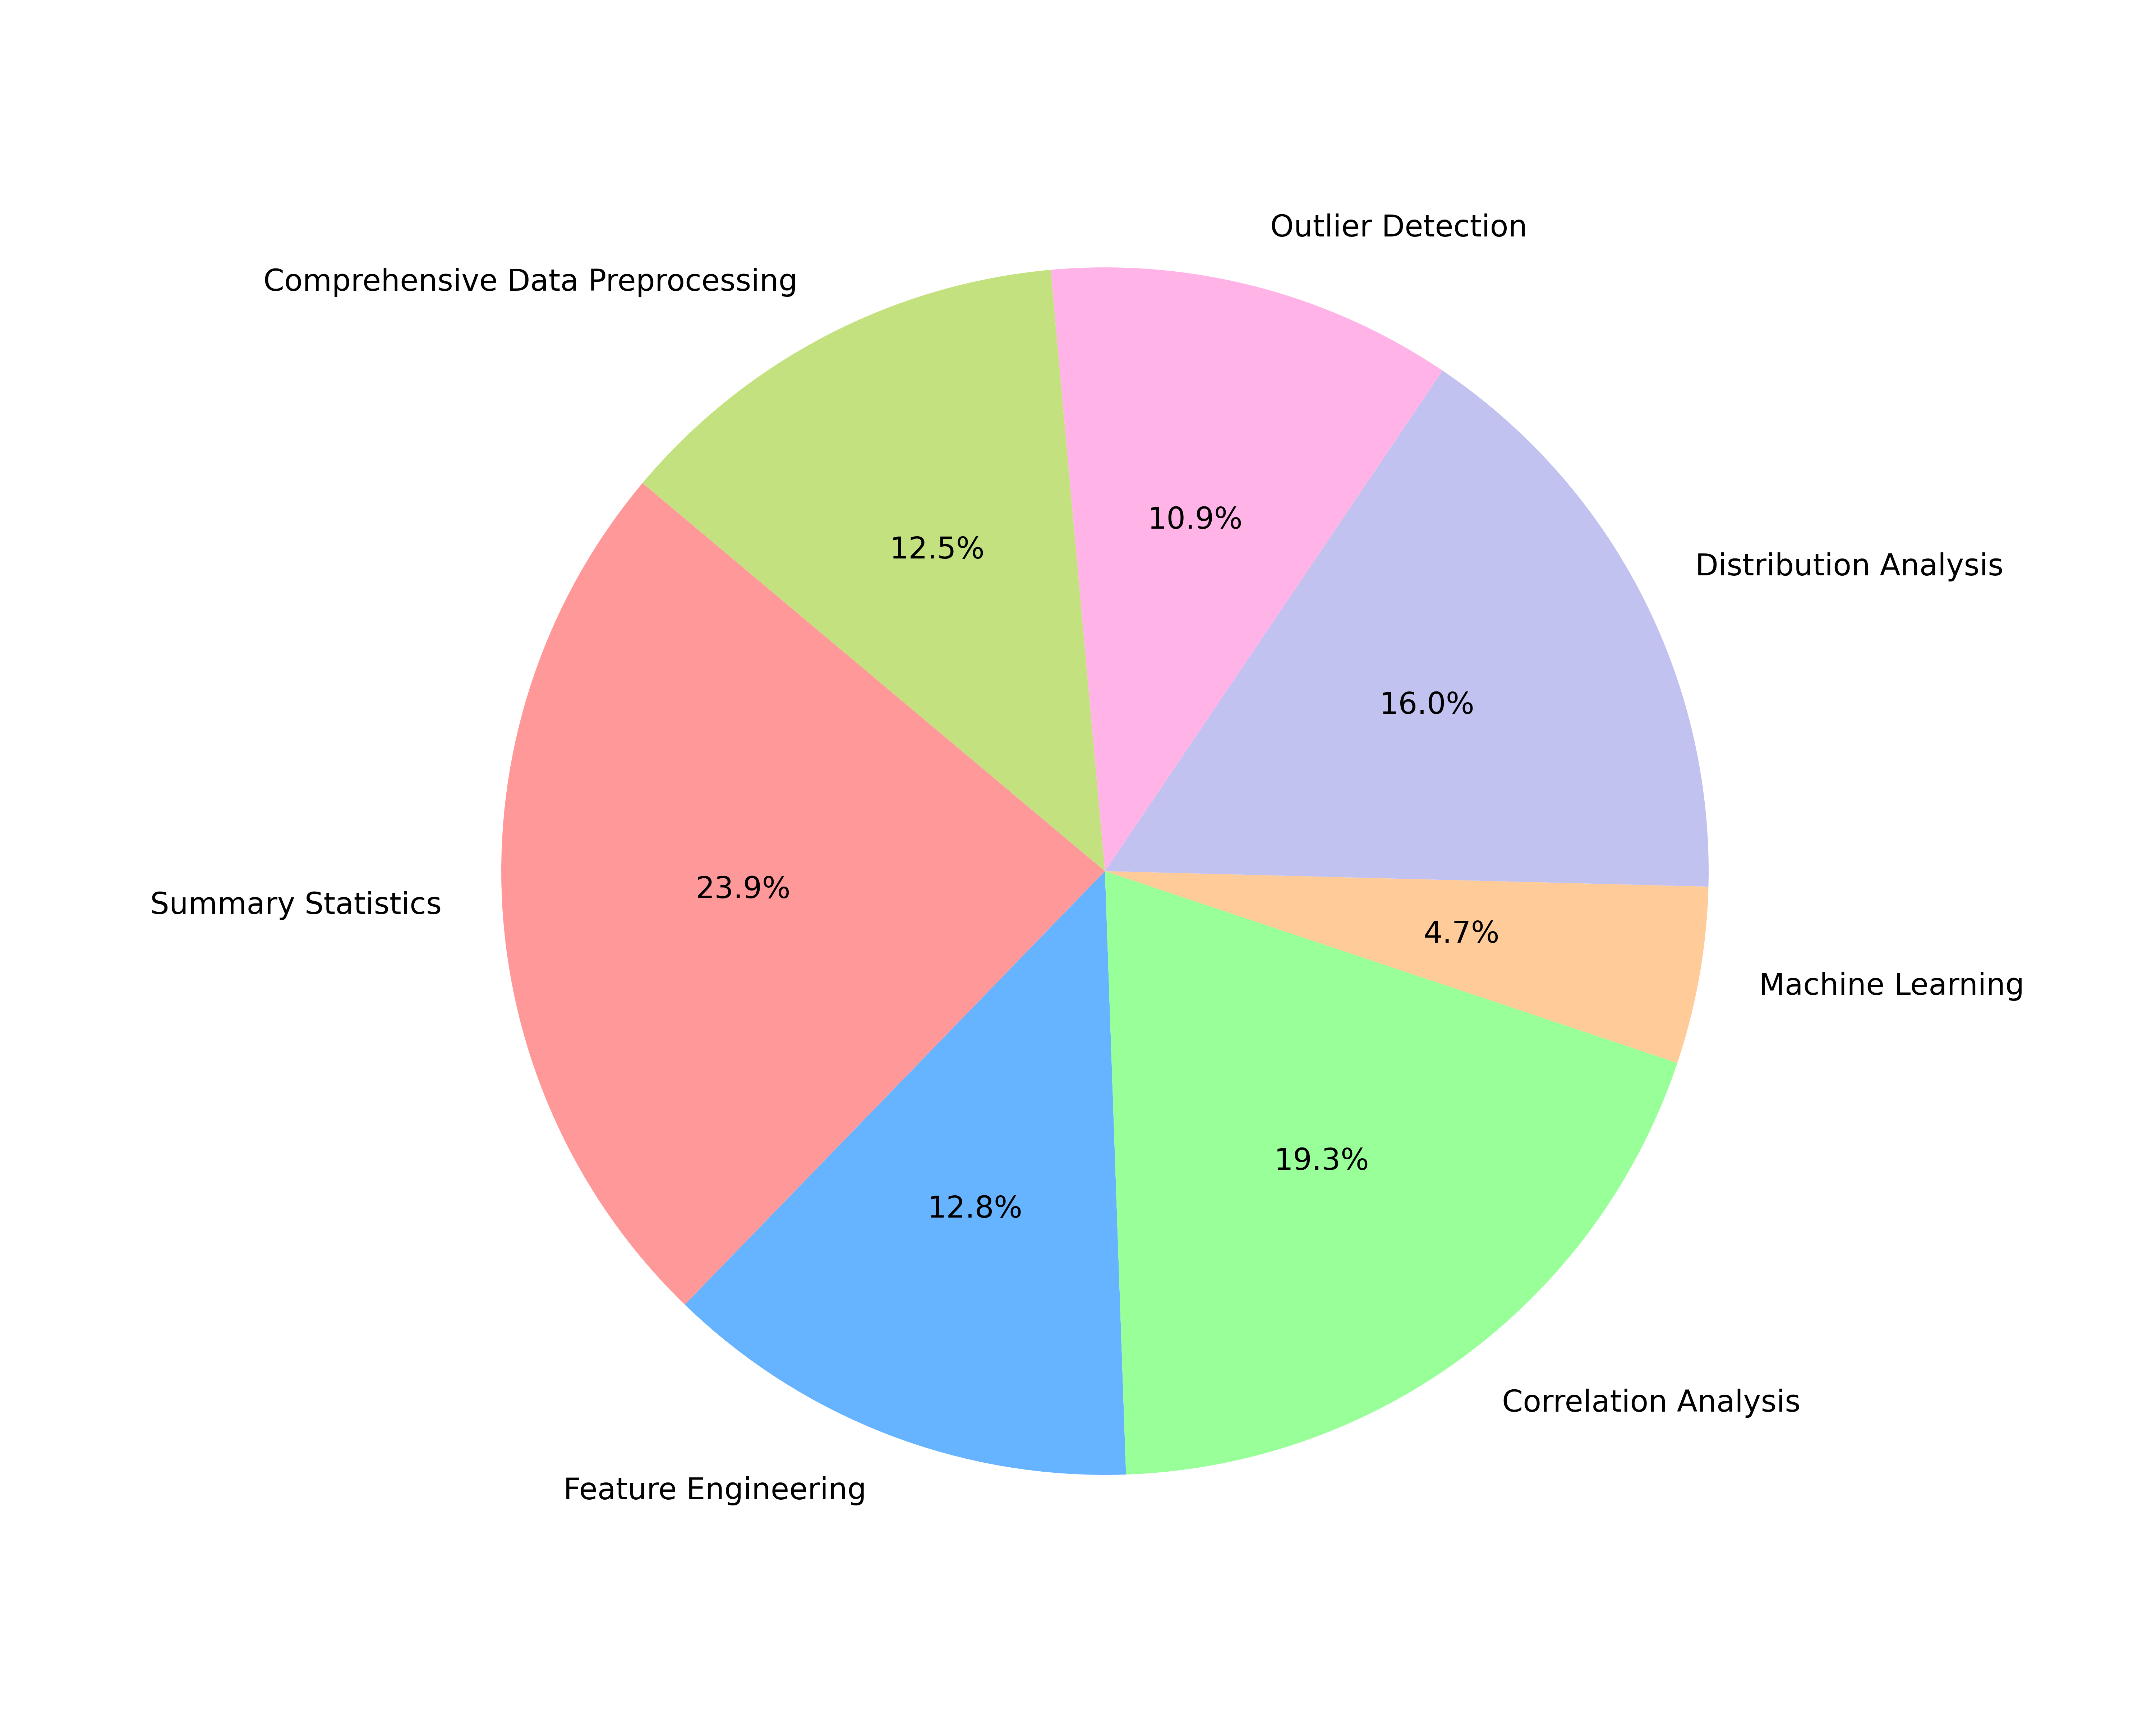 Outlier Detection
Comprehensive Data Preprocessing
10.9%
12.5%
Distribution Analysis
16.0%
23.9%
Summary Statistics
4.7%
Machine Learning
19.3%
12.8%
Correlation Analysis
Feature Engineering